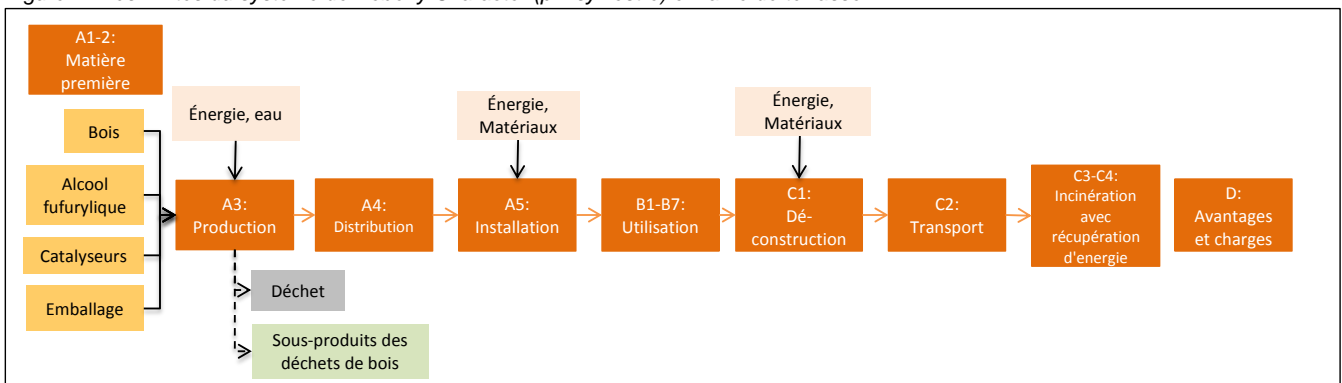 A1-2:
Matière
première
Bois
Alcool
fufurylique
Catalyseurs
Emballage
Énergie, eau
A3:
Production
Déchet
Sous-produits des
déchets de bois
A4:
Distribution
Énergie,
Matériaux
A5:
Installation
B1-B7:
Utilisation
Énergie,
Matériaux
C1:
Dé-
construction
C2:
Transport
C3-C4:
Incinération
avec
récupération
d'energie
D:
Avantages
et charges